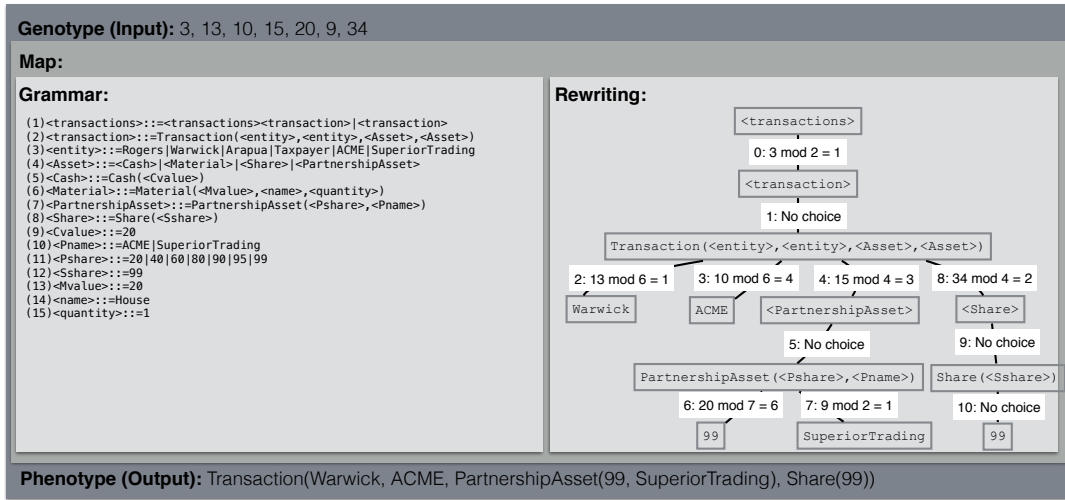 Genotype (Input): 3, 13, 10, 15, 20, 9, 34
Map:
Grammar:
(1)<transactions>::=<transactions><transaction>|<transaction>
(2)<transaction>::=Transaction(<entity>,<entity>,<Asset>,<Asset>)
(3)<entity>::=Rogers|Warwick|Arapua|Taxpayer|ACME|SuperiorTrading
(4)<Asset>::=<Cash>|<Material>|<Share>|<PartnershipAsset>
(5)<Cash>::=Cash(<Cvalue>)
(6)<Material>::=Material(<Mvalue>,<name>,<quantity>)
(7)<PartnershipAsset>::=PartnershipAsset(<Pshare>,<Pname>)
(8)<Share>::=Share(<Sshare>)
(9)<Cvalue>::=20
(10)<Pname>::=ACME|SuperiorTrading
(11)<Pshare>::=20|40|60|80|90|95|99
(12)<Sshare>::=99
(13)<Mvalue>::=20
(14)<name>::=House
(15)<quantity>::=1
Rewriting:
<transactions>
0: 3 mod 2 = 1
<transaction>
1: No choice
Transaction(<entity>,<entity>,<Asset>,<Asset>)
2: 13 mod 6 = 1 3: 10 mod 6 = 4 4: 15 mod 4 = 3 8: 34 mod 4 = 2
Warwick ACME <PartnershipAsset> <Share>
5: No choice 9: No choice
PartnershipAsset(<Pshare>,<Pname>) Share(<Sshare>)
6: 20 mod 7 = 6 7: 9 mod 2 = 1 10: No choice
99 SuperiorTrading 99
Phenotype (Output): Transaction(Warwick, ACME, PartnershipAsset(99, SuperiorTrading), Share(99))